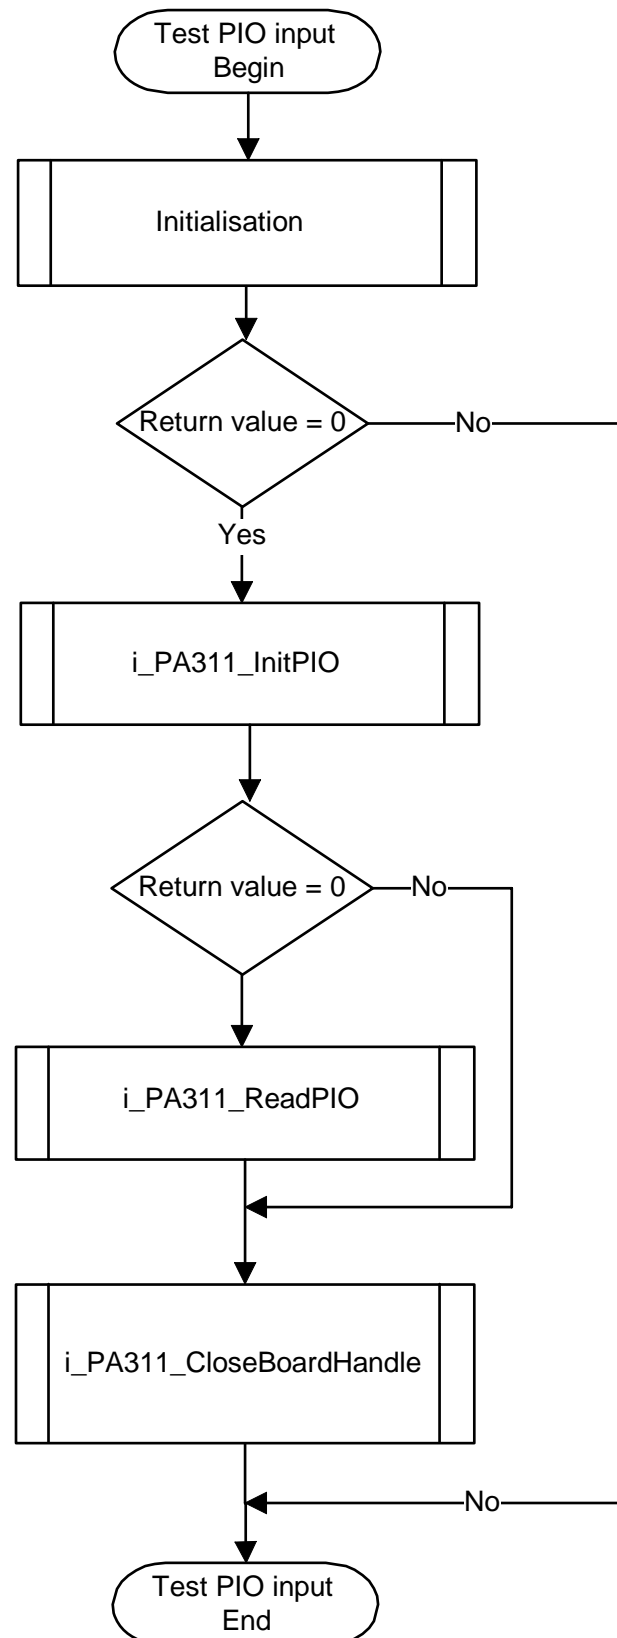 Test PIO input
Begin
Initialisation
Return value = 0
No
Yes
i_PA311_InitPIO
Return value = 0
No
i_PA311_ReadPIO
i_PA311_CloseBoardHandle
No
Test PIO input
End